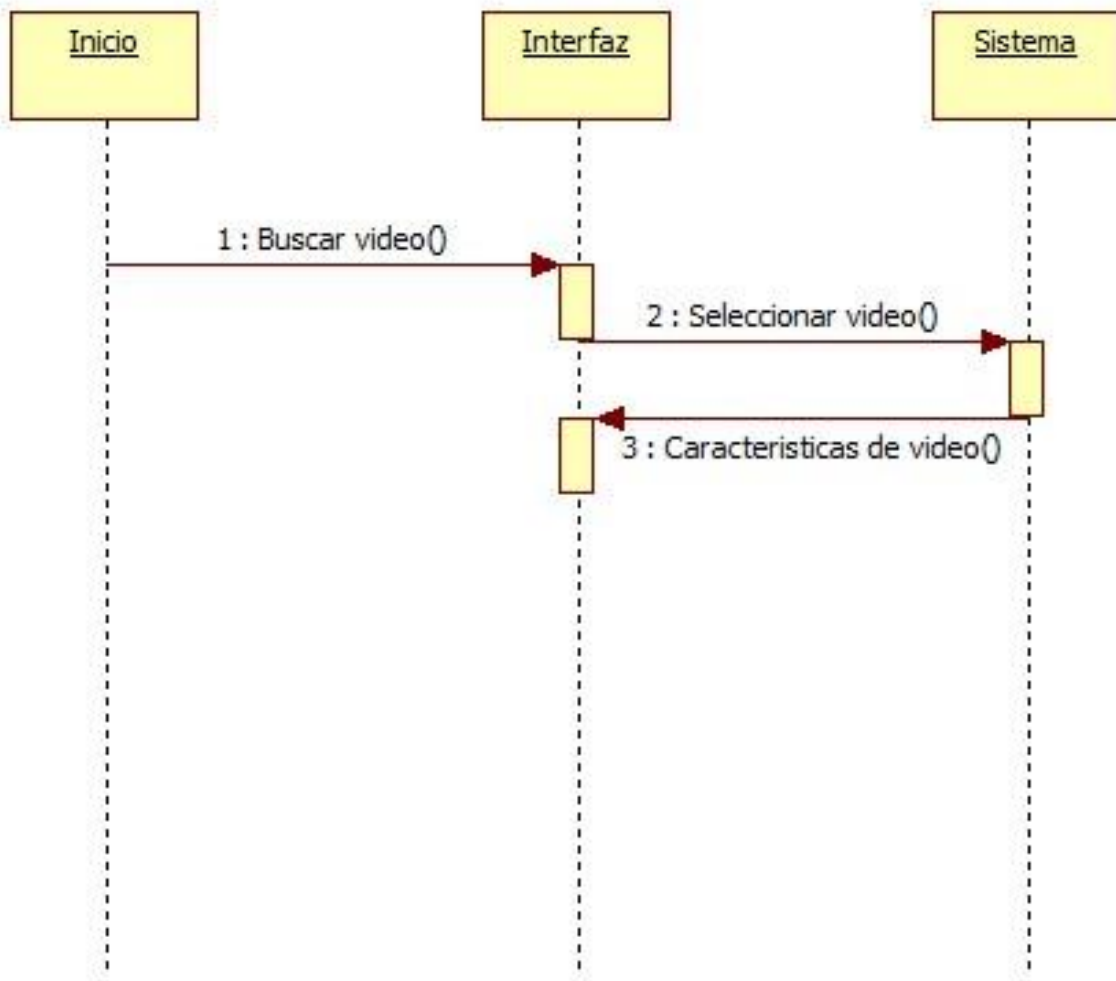 Inicio
Interfaz
Sistema
1 : Buscar video()
2 : Seleccionar video()
3 : Caracteristicas de video()